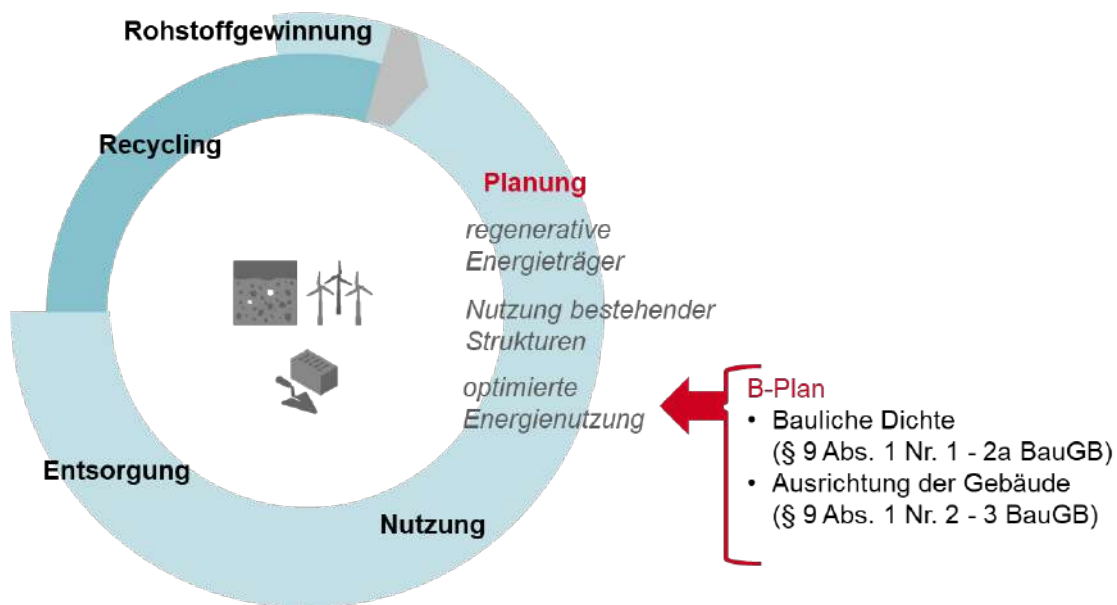 Rohstoffgewinnung
Recycling
Planung
regenerative
Energieträger
Nutzung bestehender
Strukturen
optimierte
Energienutzung
B-Plan
• Bauliche Dichte
(§ 9 Abs. 1 Nr. 1 - 2a BauGB)
• Ausrichtung der Gebäude
(§ 9 Abs. 1 Nr. 2 - 3 BauGB)
Entsorgung
Nutzung